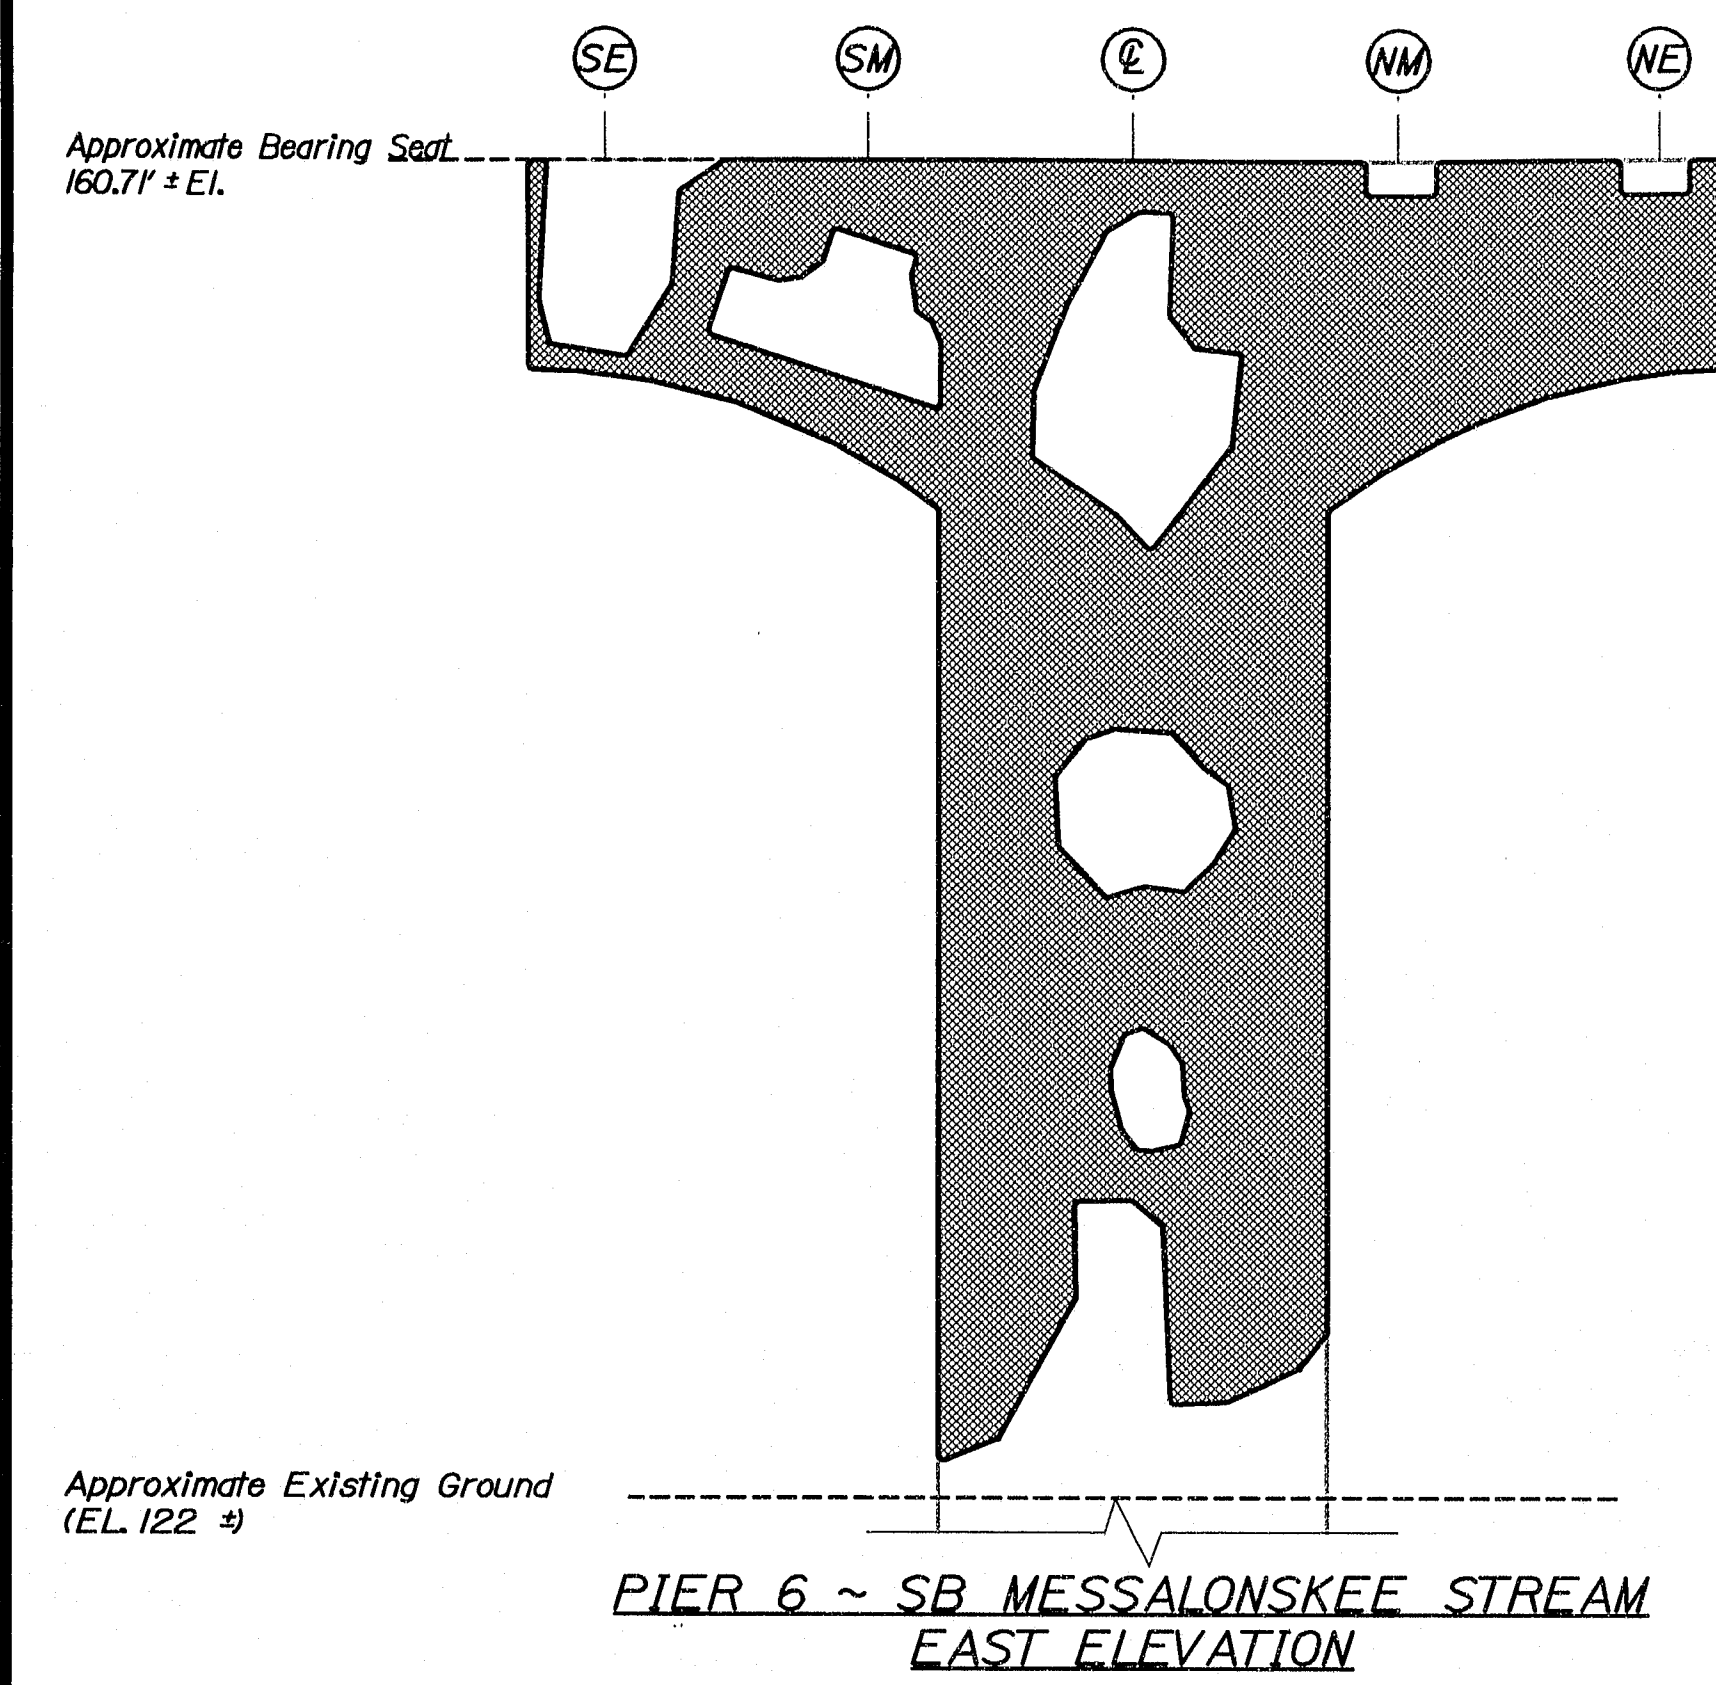 SE SM ℄ NM NE
Approximate Bearing Seat
160.71' ± El.
Approximate Existing Ground
(EL. 122 ±)
PIER 6 ~ SB MESSALONSKEE STREAM
EAST ELEVATION